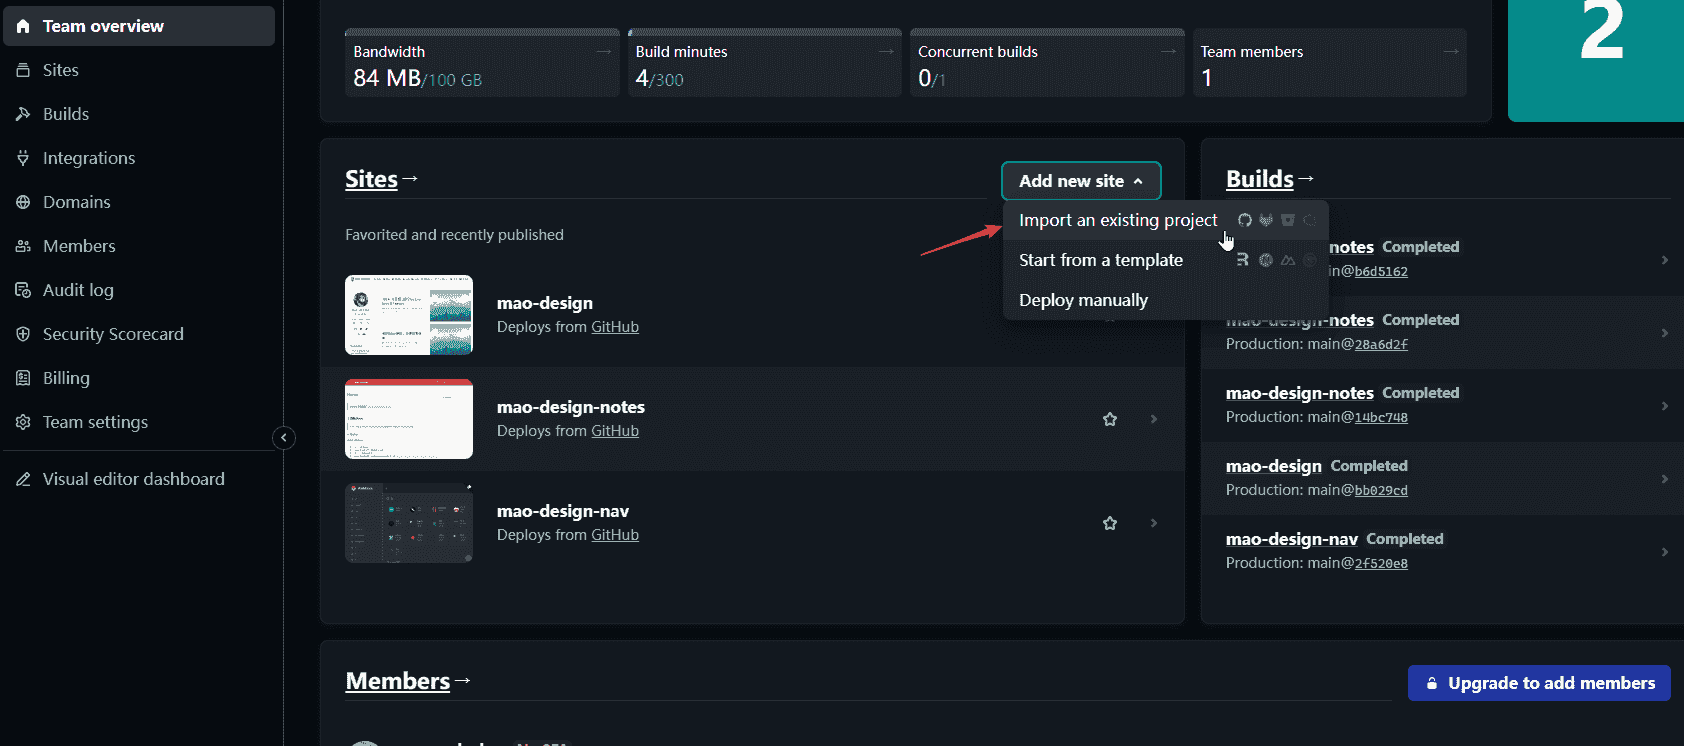 Team overview
Sites
Builds
Integrations
Domains
Members
Audit log
Security Scorecard
Billing
Team settings
Visual editor dashboard
Bandwidth →
84 MB/100 GB
Build minutes →
4/300
Concurrent builds →
0/1
Team members →
1
2
Sites →
Add new site
Import an existing project
Start from a template
Deploy manually
Favorited and recently published
mao-design
Deploys from GitHub
mao-design-notes
Deploys from GitHub
mao-design-nav
Deploys from GitHub
Builds →
notes Completed
in@b6d5162
mao-design-notes Completed
Production: main@28a6d2f
mao-design-notes Completed
Production: main@14bc748
mao-design Completed
Production: main@bb029cd
mao-design-nav Completed
Production: main@2f520e8
Members →
Upgrade to add members